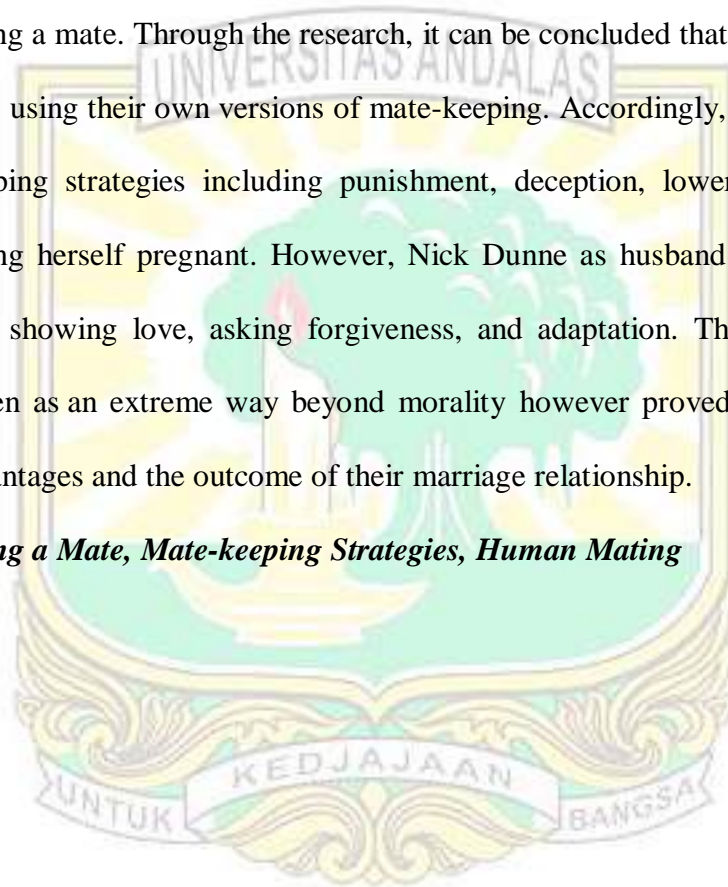 ng a mate. Through the research, it can be concluded that
UNIVERSITAS ANDALAS
using their own versions of mate-keeping. Accordingly,
ping strategies including punishment, deception, lower
ng herself pregnant. However, Nick Dunne as husband
showing love, asking forgiveness, and adaptation. Th
en as an extreme way beyond morality however proved
ntages and the outcome of their marriage relationship.
ng a Mate, Mate-keeping Strategies, Human Mating
UNTUK KEDJAJAAN BANGSA